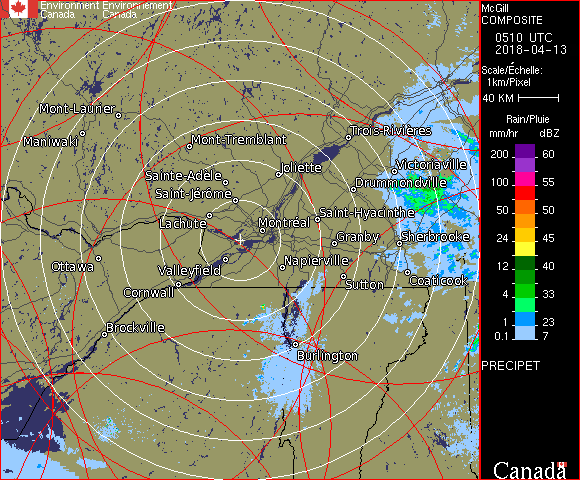 Environment Environnement
Canada Canada
Mont-Laurier
Maniwaki
Mont-Tremblant
Trois-Rivières
Sainte-Adèle
Joliette
Victoriaville
Saint-Jérôme
Drummondville
Lachute
Montréal
Saint-Hyacinthe
Granby
Sherbrooke
Ottawa
Valleyfield
Napierville
Cornwall
Sutton
Coaticook
Brockville
Burlington
McGill
COMPOSITE
0510 UTC
2018-04-13
Scale/Échelle:
1km/Pixel
40 KM
Rain/Pluie
mm/hr dBZ
200 60
100 55
50 50
24 45
12 40
4 33
1 23
0.1 7
PRECIPET
Canada